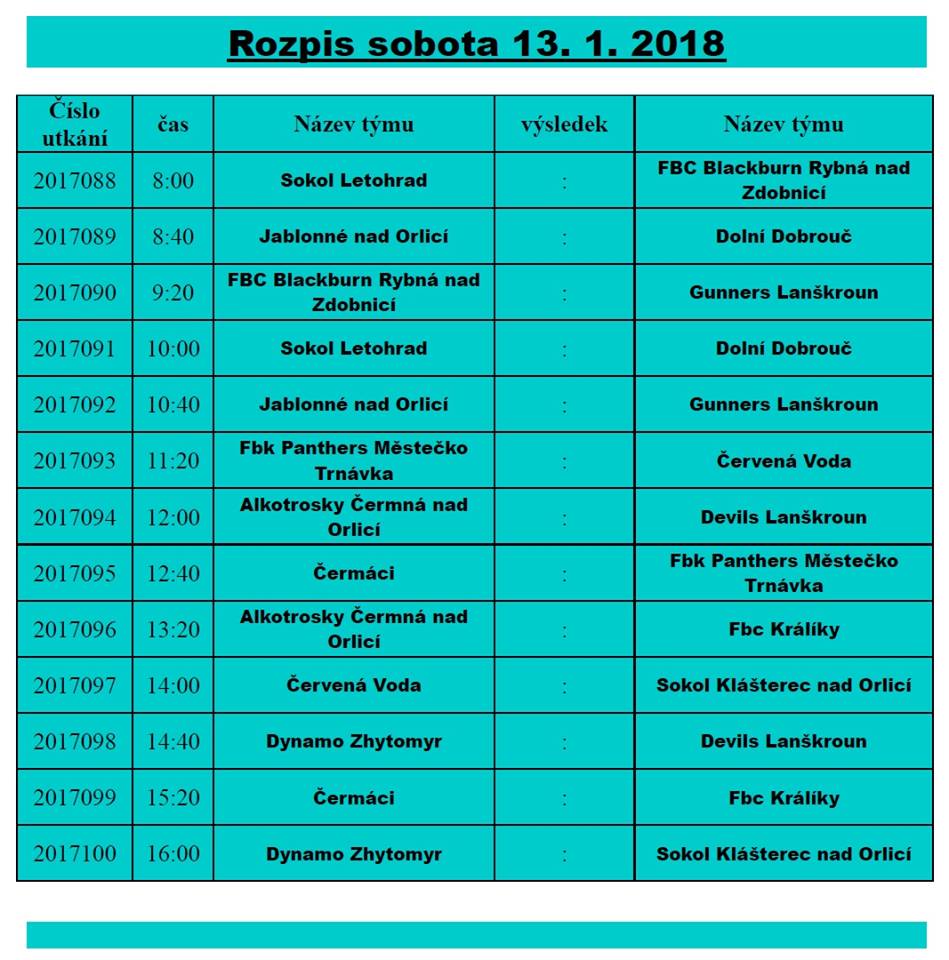 Rozpis sobota 13. 1. 2018
Číslo utkání čas Název týmu výsledek Název týmu
2017088 8:00 Sokol Letohrad : FBC Blackburn Rybná nad Zdobnicí
2017089 8:40 Jablonné nad Orlicí : Dolní Dobrouč
2017090 9:20 FBC Blackburn Rybná nad Zdobnicí : Gunners Lanškroun
2017091 10:00 Sokol Letohrad : Dolní Dobrouč
2017092 10:40 Jablonné nad Orlicí : Gunners Lanškroun
2017093 11:20 Fbk Panthers Městečko Trnávka : Červená Voda
2017094 12:00 Alkotrosky Čermná nad Orlicí : Devils Lanškroun
2017095 12:40 Čermáci : Fbk Panthers Městečko Trnávka
2017096 13:20 Alkotrosky Čermná nad Orlicí : Fbc Králíky
2017097 14:00 Červená Voda : Sokol Klášterec nad Orlicí
2017098 14:40 Dynamo Zhytomyr : Devils Lanškroun
2017099 15:20 Čermáci : Fbc Králíky
2017100 16:00 Dynamo Zhytomyr : Sokol Klášterec nad Orlicí